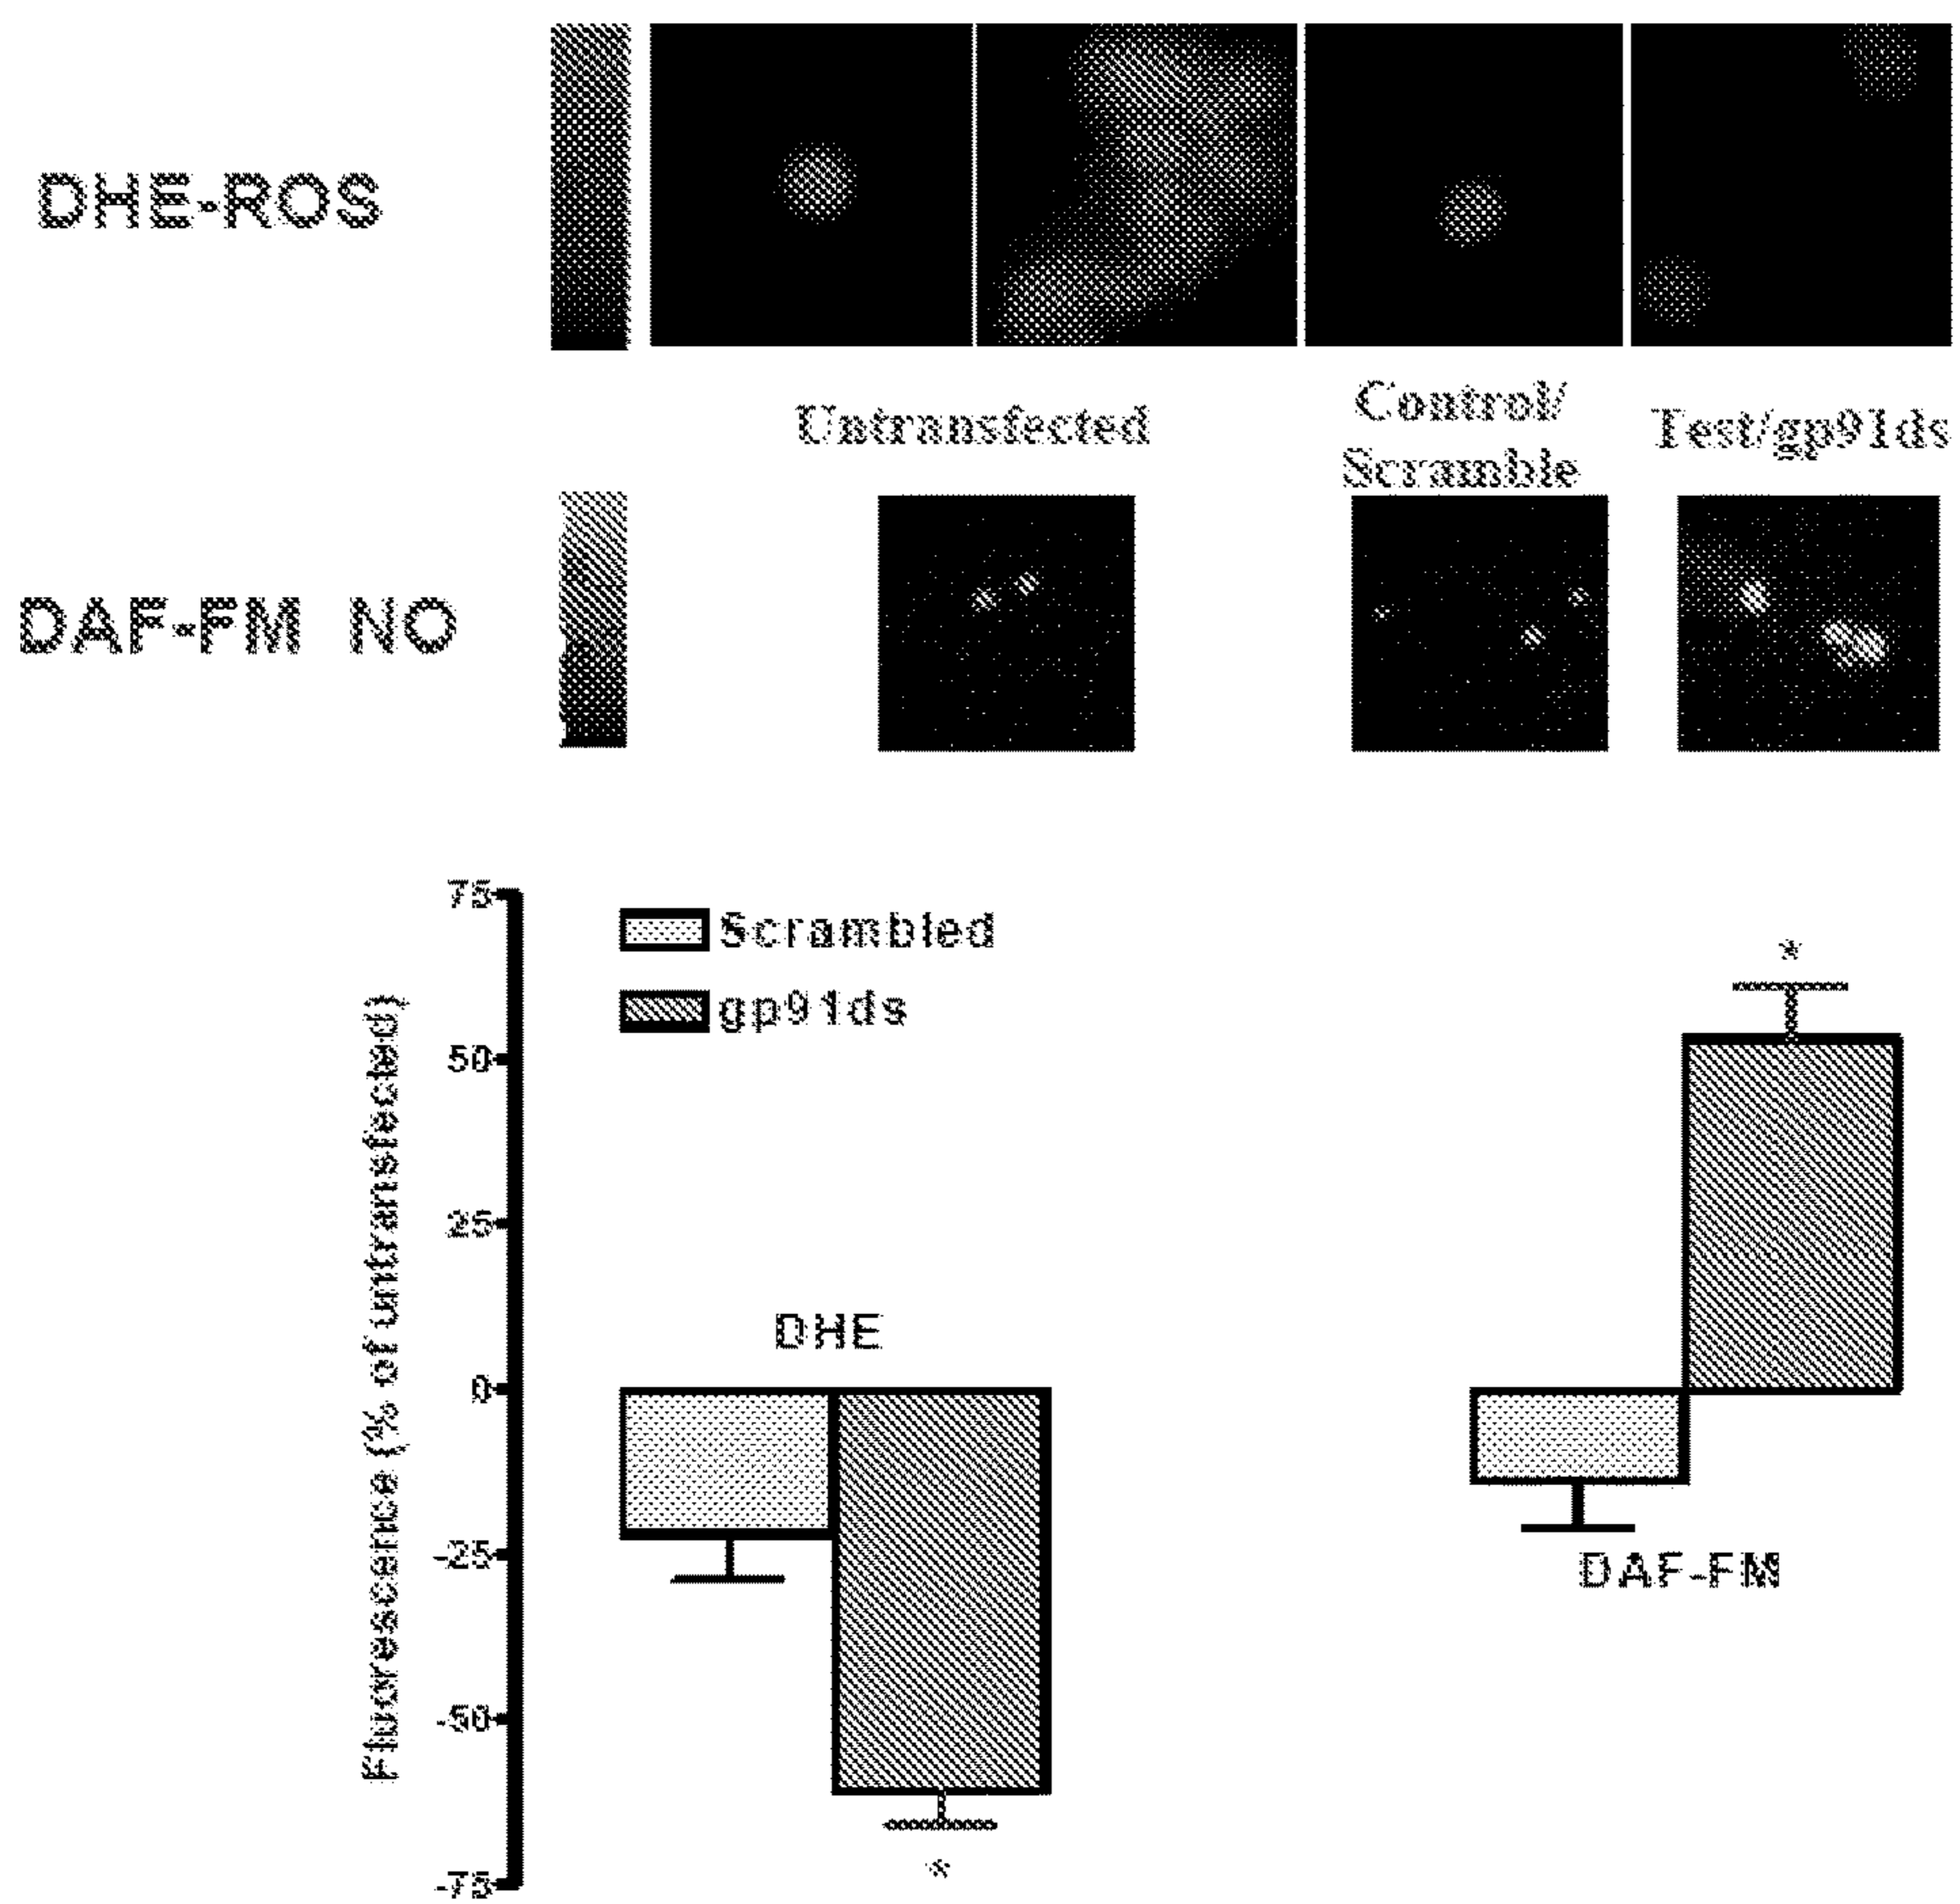 DHE-ROS
Untransfected
Control/
Scramble
Test/gp91ds
DAF-FM NO
75
Scrambled
gp91ds
*
50
25
0
-25
-50
-75
Fluorescence (% of untransfected)
DHE
DAF-FM
*